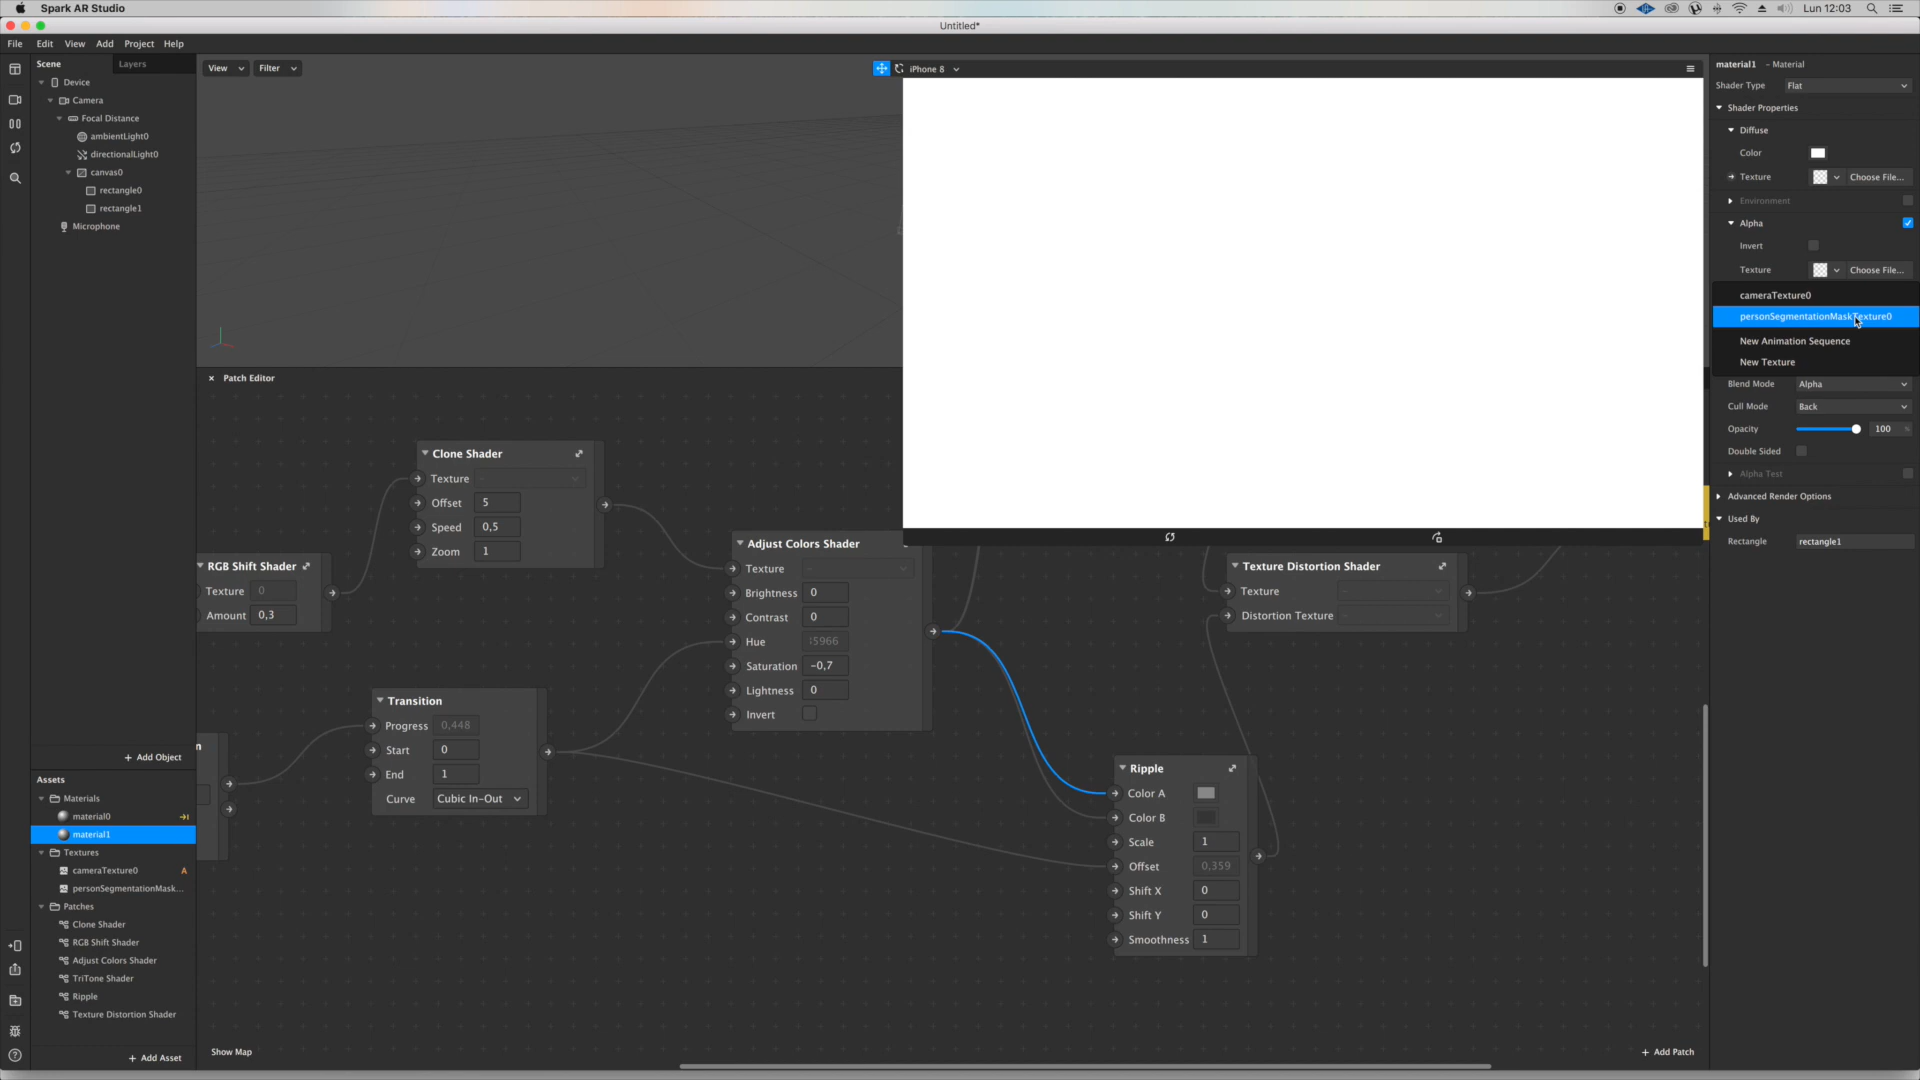 Spark AR Studio
Lun 12:03
Untitled*
File Edit View Add Project Help
Scene Layers
Device
Camera
Focal Distance
ambientLight0
directionalLight0
canvas0
rectangle0
rectangle1
Microphone
+ Add Object
Assets
Materials
material0
material1
Textures
cameraTexture0 A
personSegmentationMask...
Patches
Clone Shader
RGB Shift Shader
Adjust Colors Shader
TriTone Shader
Ripple
Texture Distortion Shader
+ Add Asset
View Filter
iPhone 8
× Patch Editor
Clone Shader
Texture -
Offset 5
Speed 0,5
Zoom 1
RGB Shift Shader
Texture 0
Amount 0,3
Transition
Progress 0,448
Start 0
End 1
Curve Cubic In-Out
n
Adjust Colors Shader
Texture -
Brightness 0
Contrast 0
Hue :5966
Saturation -0,7
Lightness 0
Invert
Texture Distortion Shader
Texture -
Distortion Texture -
Ripple
Color A
Color B
Scale 1
Offset 0,359
Shift X 0
Shift Y 0
Smoothness 1
Show Map
+ Add Patch
material1 - Material
Shader Type Flat
Shader Properties
Diffuse
Color
Texture Choose File...
Environment
Alpha
Invert
Texture Choose File...
cameraTexture0
personSegmentationMaskTexture0
New Animation Sequence
New Texture
Blend Mode Alpha
Cull Mode Back
Opacity 100 %
Double Sided
Alpha Test
Advanced Render Options
Used By
Rectangle rectangle1